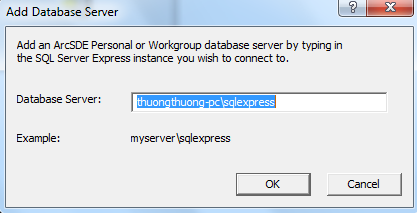 Add Database Server
Add an ArcSDE Personal or Workgroup database server by typing in
the SQL Server Express instance you wish to connect to.
Database Server: thuongthuong-pc\sqlexpress
Example: myserver\sqlexpress
OK Cancel